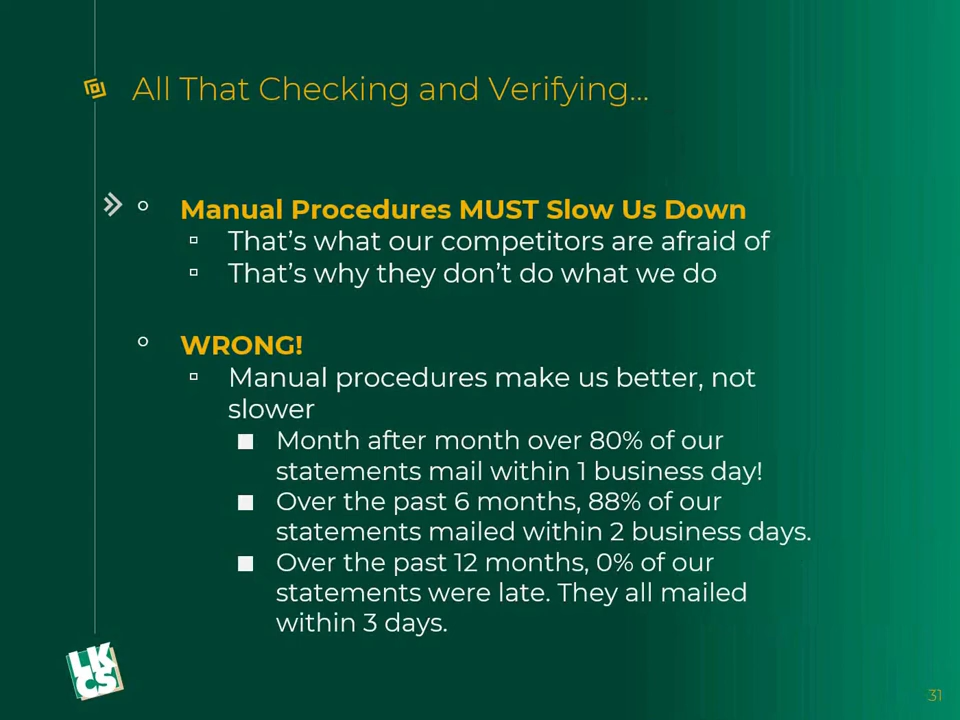 All That Checking and Verifying...
Manual Procedures MUST Slow Us Down
That's what our competitors are afraid of
That's why they don't do what we do
WRONG!
Manual procedures make us better, not
slower
Month after month over 80% of our
statements mail within 1 business day!
Over the past 6 months, 88% of our
statements mailed within 2 business days.
Over the past 12 months, 0% of our
statements were late. They all mailed
within 3 days.
LK
CS
31